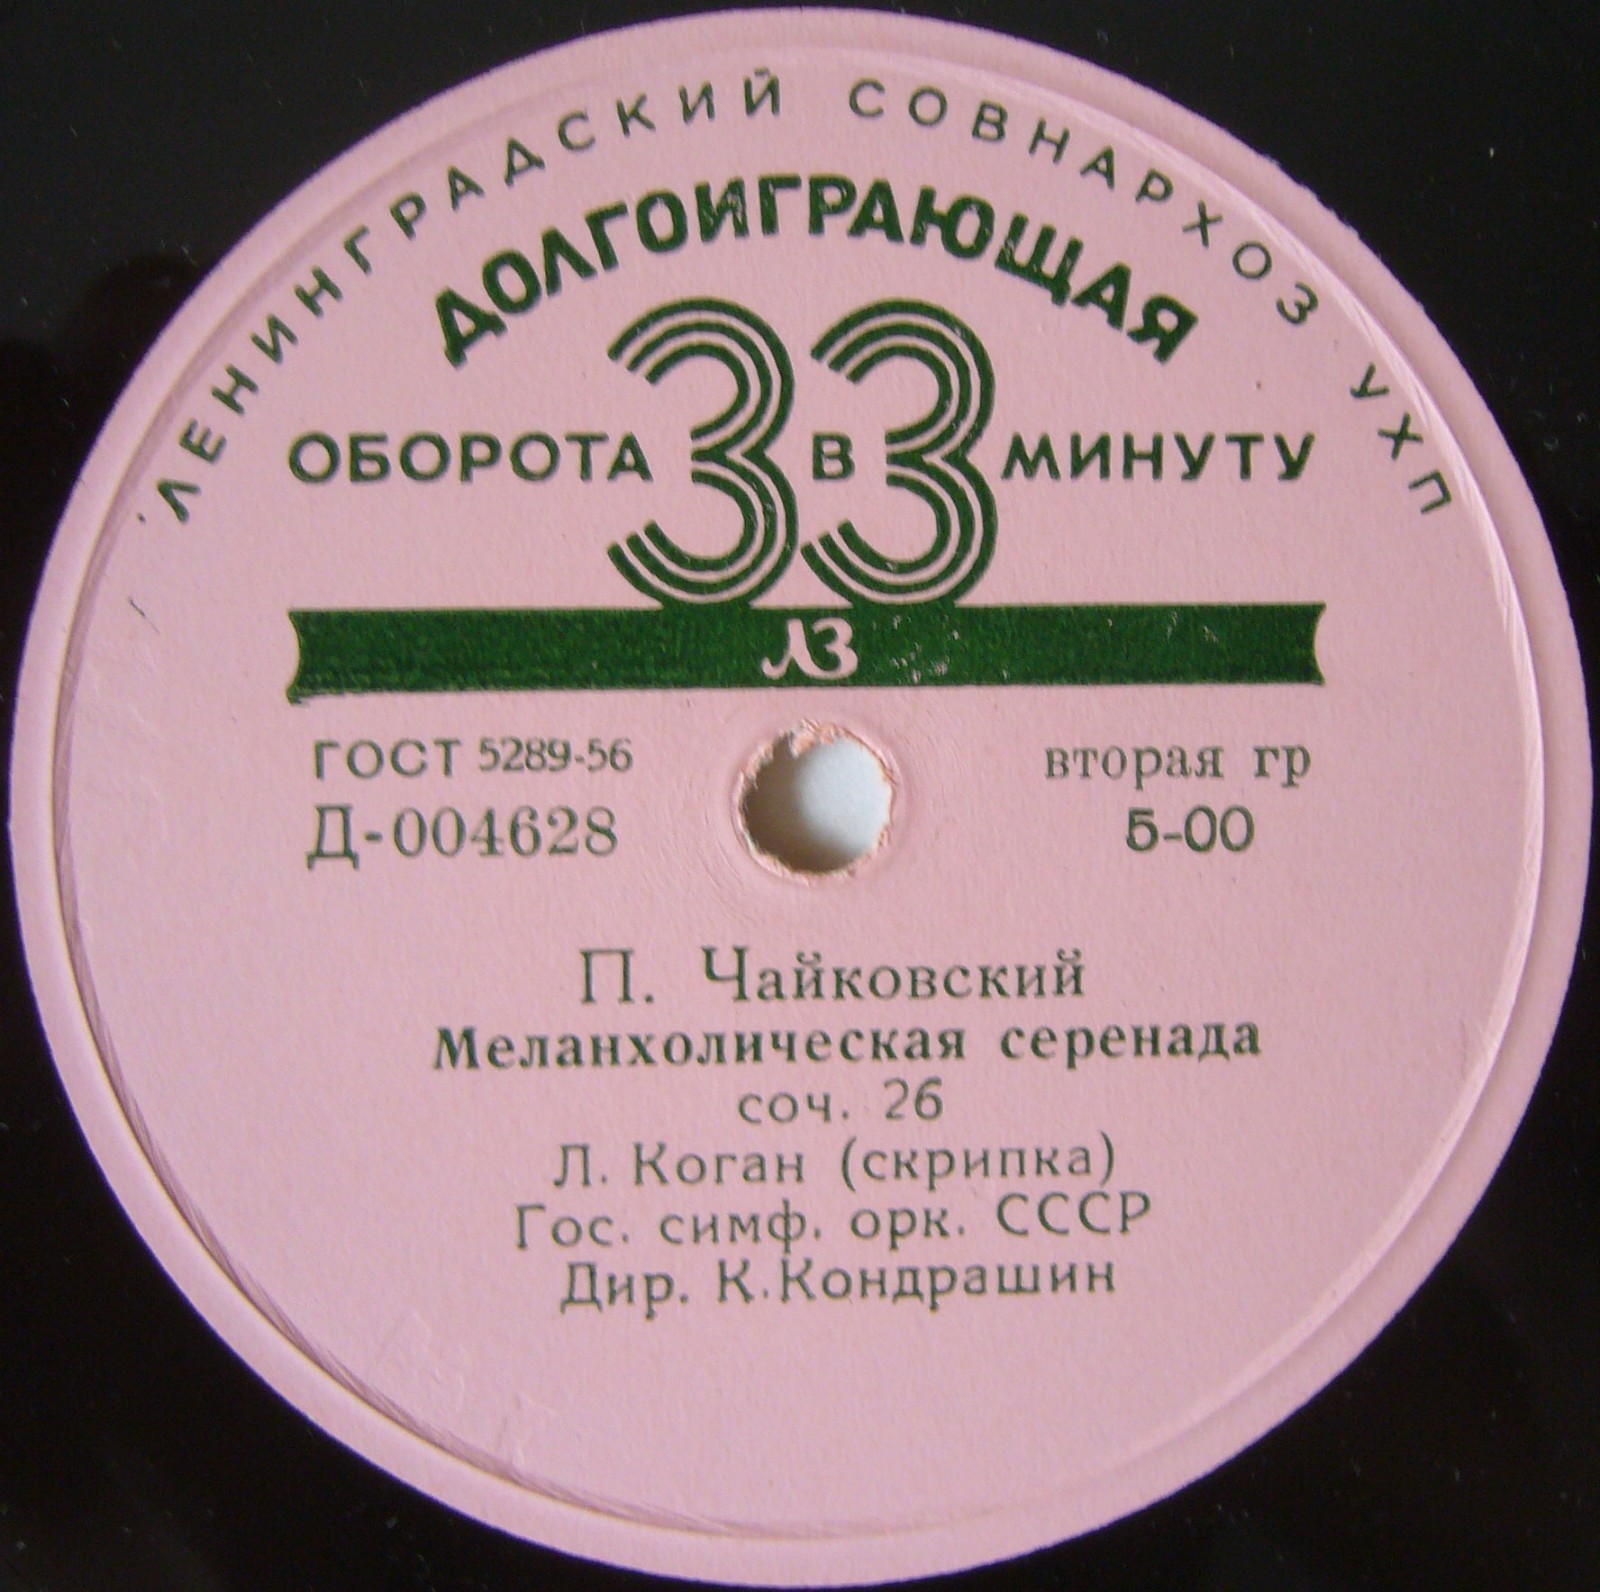 ЛЕНИНГРАДСКИЙ СОВНАРХОЗ УХП
ДОЛГОИГРАЮЩАЯ
33
ОБОРОТА В МИНУТУ
ЛЗ
ГОСТ 5289-56
Д-004628
вторая гр
5-00
П. Чайковский
Меланхолическая серенада
соч. 26
Л. Коган (скрипка)
Гос. симф. орк. СССР
Дир. К. Кондрашин